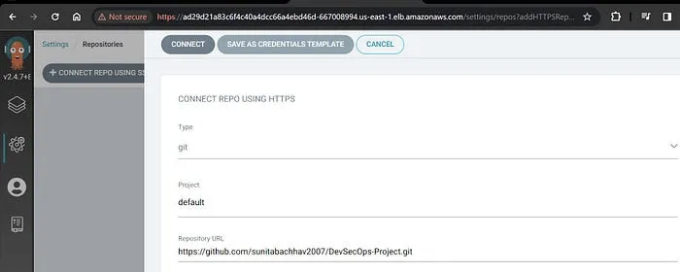 Not secure https://ad29d21a83c6f4c40a4dcc66a4ebd46d-667008994.us-east-1.elb.amazonaws.com/settings/repos?addHTTPSRep...
Settings / Repositories
CONNECT SAVE AS CREDENTIALS TEMPLATE CANCEL
v2.4.7+
+ CONNECT REPO USING SS
CONNECT REPO USING HTTPS
Type
git
Project
default
Repository URL
https://github.com/sunitabachhav2007/DevSecOps-Project.git